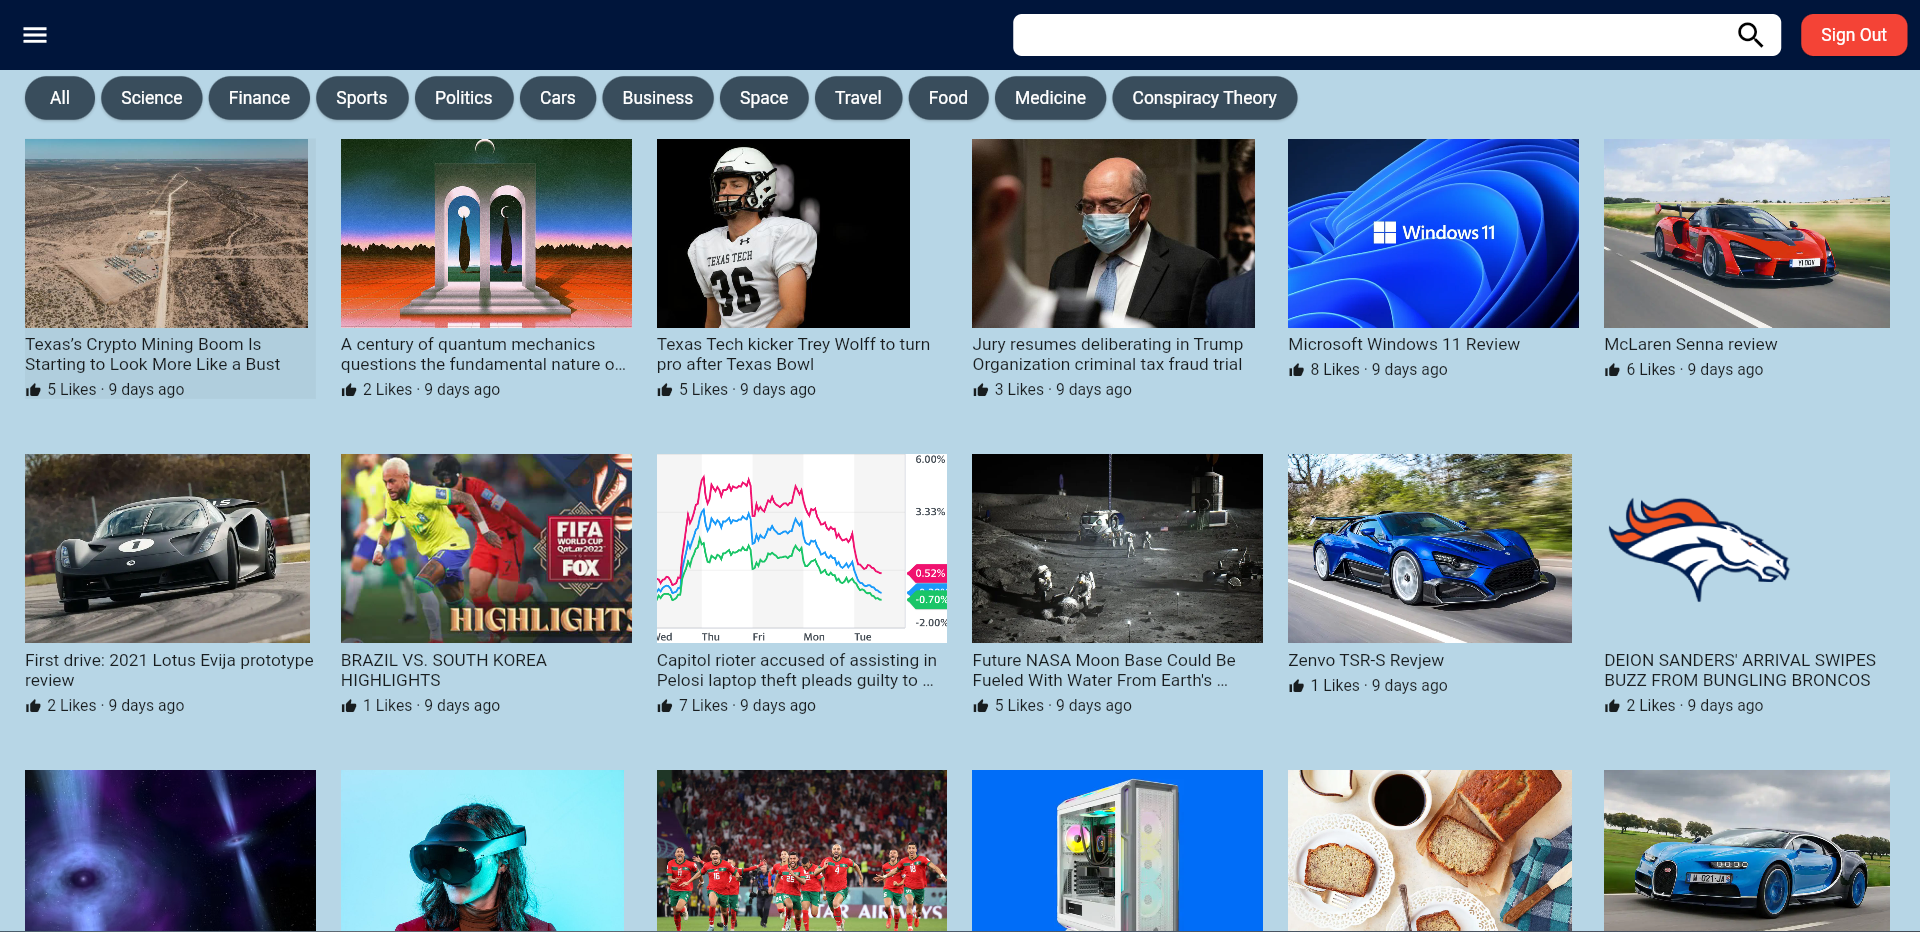 Sign Out
All
Science
Finance
Sports
Politics
Cars
Business
Space
Travel
Food
Medicine
Conspiracy Theory
TEXAS TECH
36
Windows 11
Texas’s Crypto Mining Boom Is
Starting to Look More Like a Bust
5 Likes · 9 days ago
A century of quantum mechanics
questions the fundamental nature o...
2 Likes · 9 days ago
Texas Tech kicker Trey Wolff to turn
pro after Texas Bowl
5 Likes · 9 days ago
Jury resumes deliberating in Trump
Organization criminal tax fraud trial
3 Likes · 9 days ago
Microsoft Windows 11 Review
8 Likes · 9 days ago
McLaren Senna review
6 Likes · 9 days ago
1
FIFA
WORLD CUP
Qatar2022
FOX
HIGHLIGHTS
6.00%
3.33%
0.52%
-0.70%
-2.00%
Wed Thu Fri Mon Tue
First drive: 2021 Lotus Evija prototype
review
2 Likes · 9 days ago
BRAZIL VS. SOUTH KOREA
HIGHLIGHTS
1 Likes · 9 days ago
Capitol rioter accused of assisting in
Pelosi laptop theft pleads guilty to ...
7 Likes · 9 days ago
Future NASA Moon Base Could Be
Fueled With Water From Earth's ...
5 Likes · 9 days ago
Zenvo TSR-S Revjew
1 Likes · 9 days ago
DEION SANDERS' ARRIVAL SWIPES
BUZZ FROM BUNGLING BRONCOS
2 Likes · 9 days ago
TAR AIRWAYS